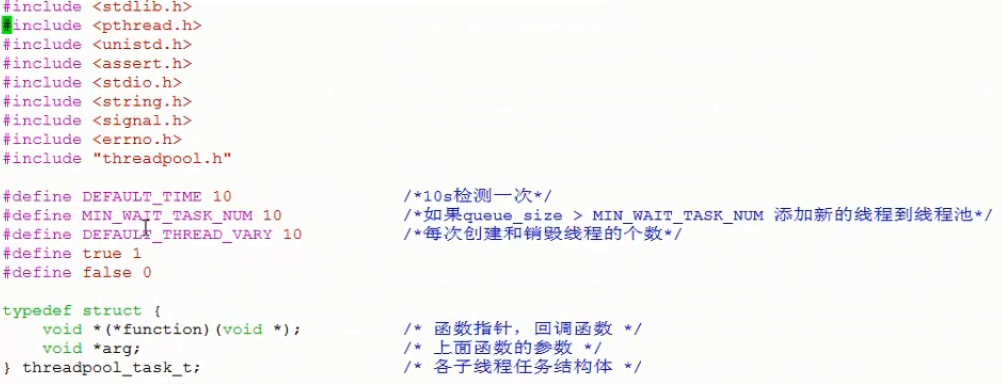 #include <stdlib.h>
#include <pthread.h>
#include <unistd.h>
#include <assert.h>
#include <stdio.h>
#include <string.h>
#include <signal.h>
#include <errno.h>
#include "threadpool.h"
#define DEFAULT_TIME 10 /*10s检测一次*/
#define MIN_WAIT_TASK_NUM 10 /*如果queue_size > MIN_WAIT_TASK_NUM 添加新的线程到线程池*/
#define DEFAULT_THREAD_VARY 10 /*每次创建和销毁线程的个数*/
#define true 1
#define false 0
typedef struct {
void *(*function)(void *); /* 函数指针，回调函数 */
void *arg; /* 上面函数的参数 */
} threadpool_task_t; /* 各子线程任务结构体 */